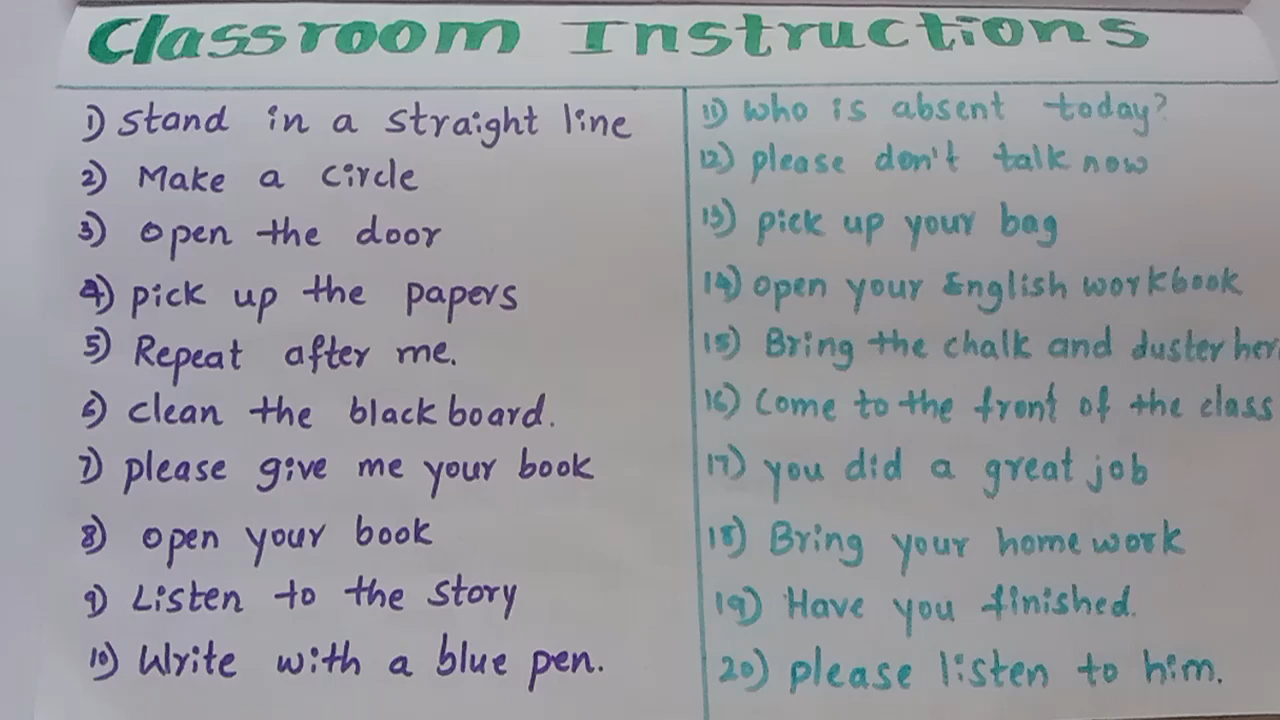 Classroom Instructions
1) Stand in a straight line
2) Make a circle
3) open the door
4) pick up the papers
5) Repeat after me.
6) clean the black board.
7) please give me your book
8) open your book
9) Listen to the story
10) Write with a blue pen.
11) who is absent today?
12) please don't talk now
13) pick up your bag
14) open your English workbook
15) Bring the chalk and duster her
16) Come to the front of the class
17) you did a great job
18) Bring your home work
19) Have you finished.
20) please listen to him.